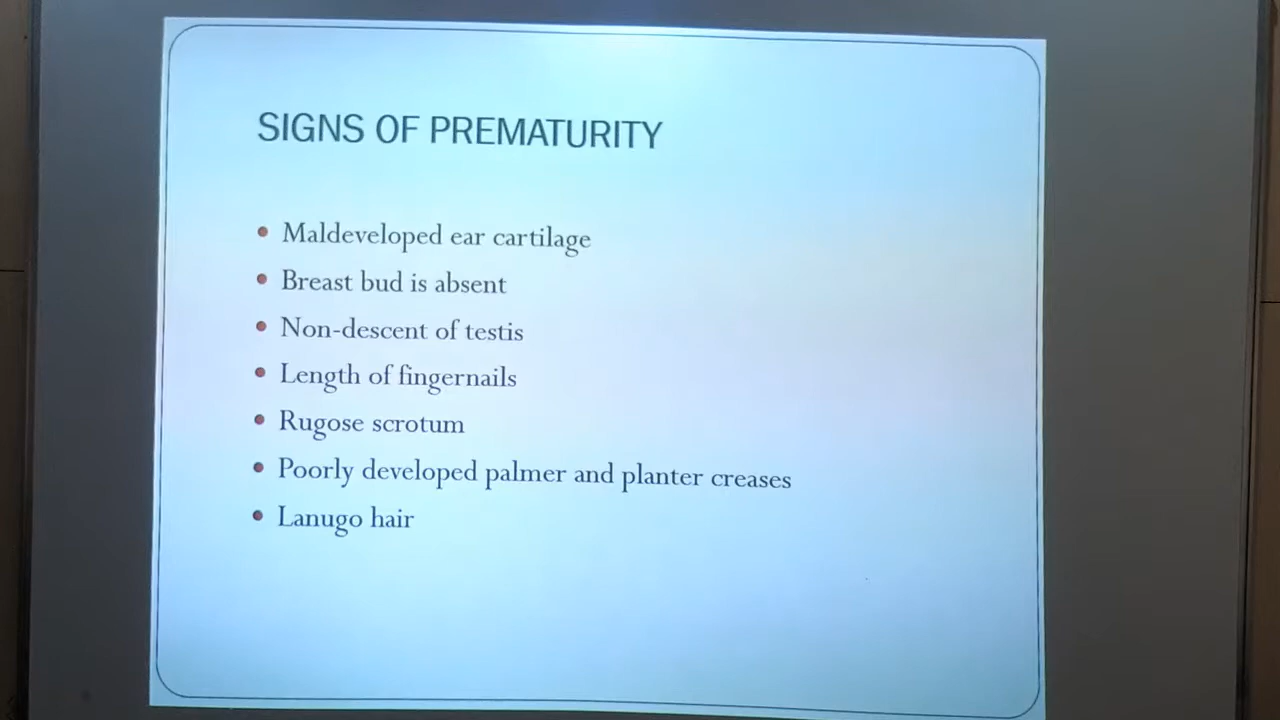 SIGNS OF PREMATURITY
• Maldeveloped ear cartilage
• Breast bud is absent
• Non-descent of testis
• Length of fingernails
• Rugose scrotum
• Poorly developed palmer and planter creases
• Lanugo hair